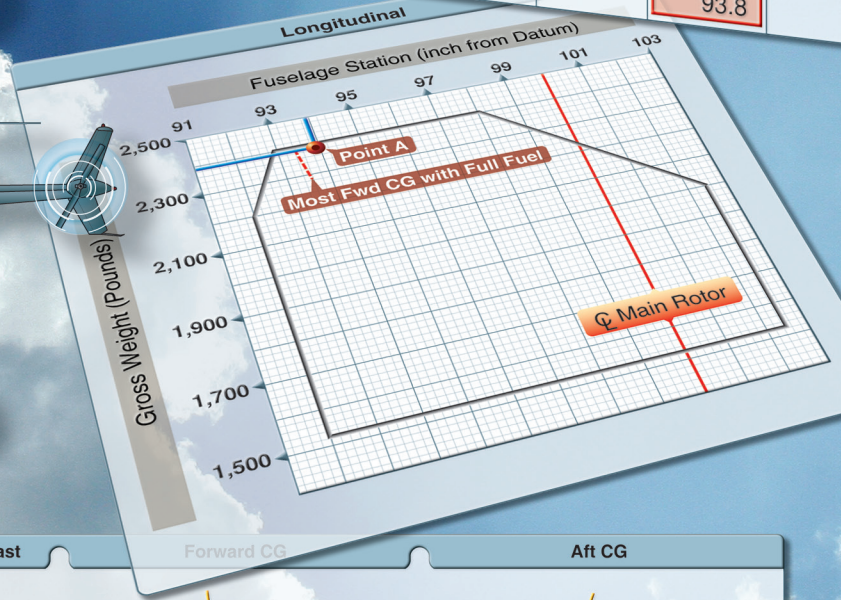 93.8
Longitudinal
Fuselage Station (inch from Datum)
91 93 95 97 99 101 103
2,500
Point A
Most Fwd CG with Full Fuel
2,300
2,100
1,900
1,700
1,500
Gross Weight (Pounds)
℄ Main Rotor
ast
Forward CG
Aft CG